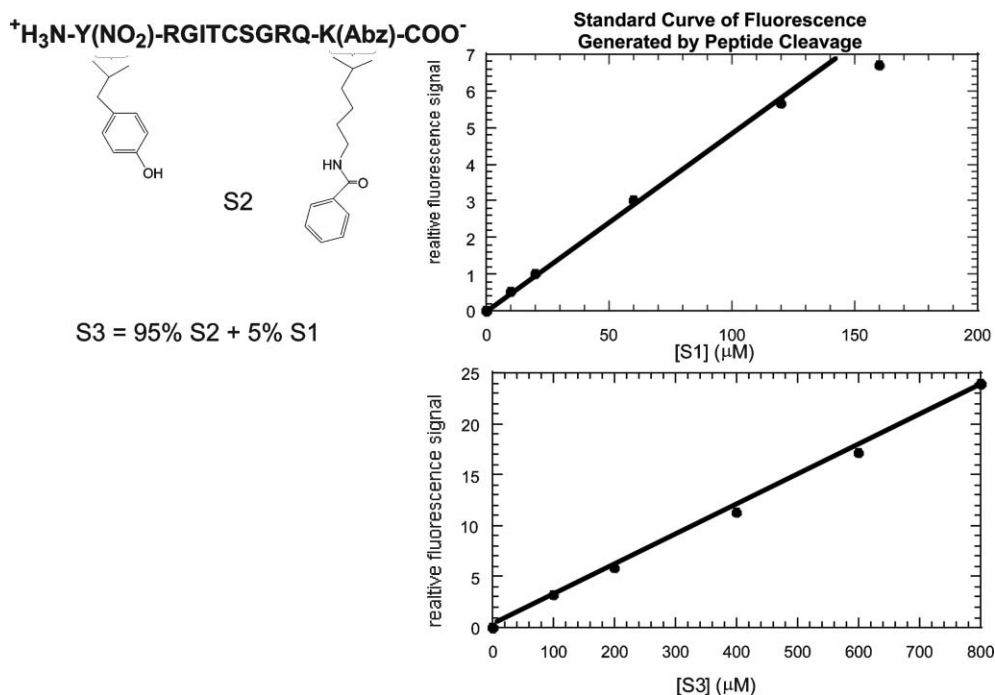 ⁺H₃N-Y(NO₂)-RGITCSGRQ-K(Abz)-COO⁻
OH
HN
O
S2
S3 = 95% S2 + 5% S1
Standard Curve of Fluorescence
Generated by Peptide Cleavage
realtive fluorescence signal
7
6
5
4
3
2
1
0
0 50 100 150 200
[S1] (μM)
realtive fluorescence signal
25
20
15
10
5
0
0 100 200 300 400 500 600 700 800
[S3] (μM)